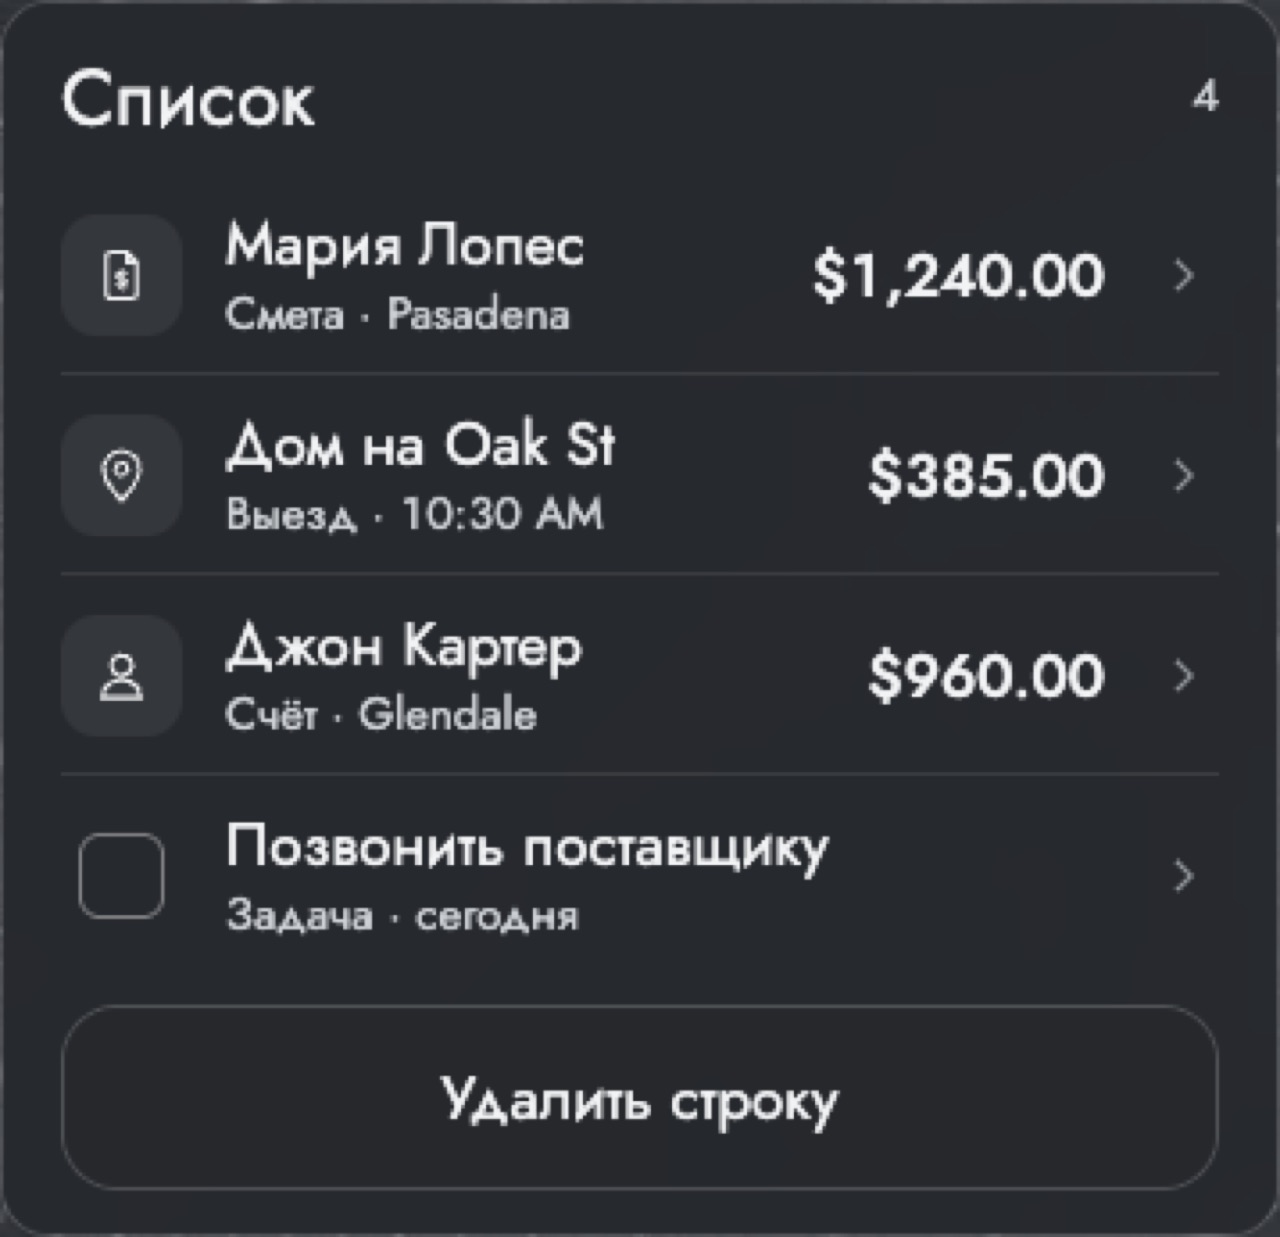 Список
4
Мария Лопес
Смета · Pasadena
$1,240.00
Дом на Oak St
Выезд · 10:30 AM
$385.00
Джон Картер
Счёт · Glendale
$960.00
Позвонить поставщику
Задача · сегодня
Удалить строку